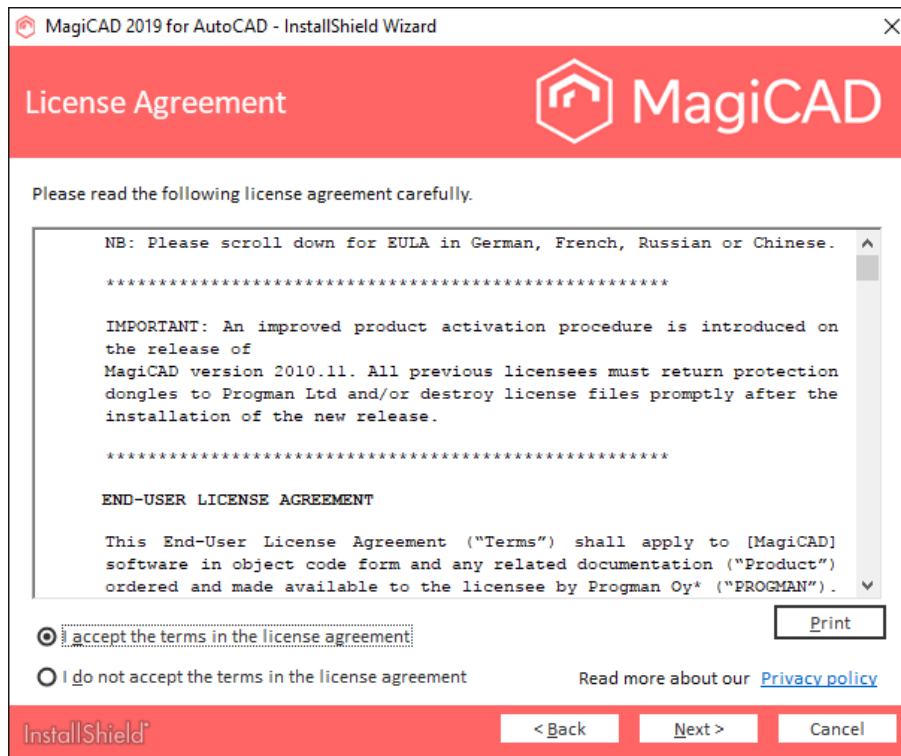 MagiCAD 2019 for AutoCAD - InstallShield Wizard
License Agreement
MagiCAD
Please read the following license agreement carefully.
NB: Please scroll down for EULA in German, French, Russian or Chinese.
******************************************************
IMPORTANT: An improved product activation procedure is introduced on
the release of
MagiCAD version 2010.11. All previous licensees must return protection
dongles to Progman Ltd and/or destroy license files promptly after the
installation of the new release.
******************************************************
END-USER LICENSE AGREEMENT
This End-User License Agreement ("Terms") shall apply to [MagiCAD]
software in object code form and any related documentation ("Product")
ordered and made available to the licensee by Progman Oy* ("PROGMAN").
Print
I accept the terms in the license agreement
I do not accept the terms in the license agreement
Read more about our Privacy policy
InstallShield
< Back
Next >
Cancel